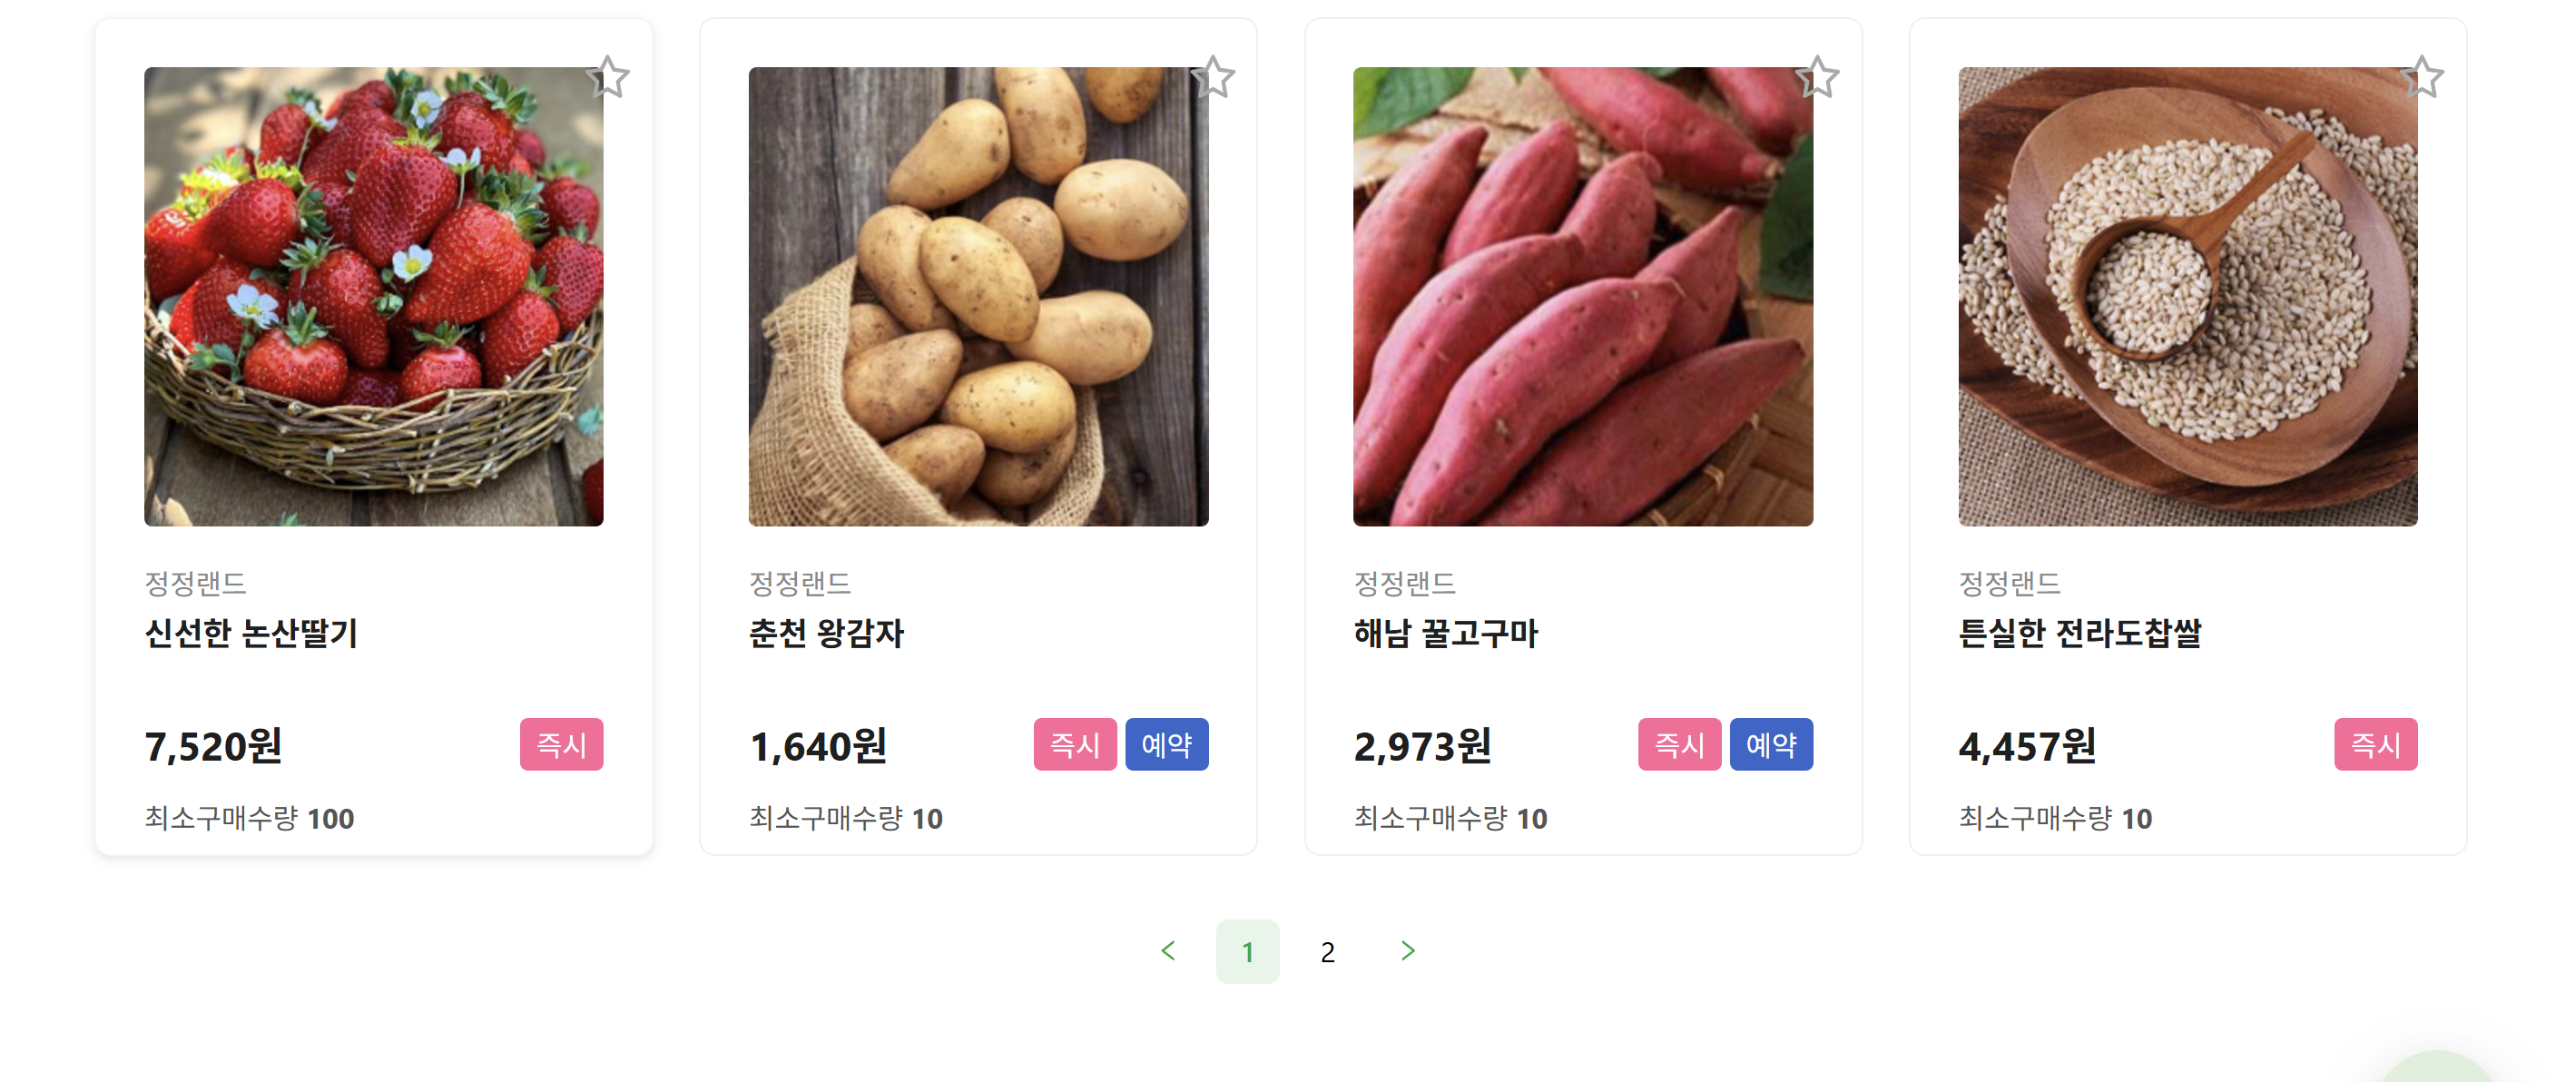 정정랜드
신선한 논산딸기
7,520원 즉시
최소구매수량 100
정정랜드
춘천 왕감자
1,640원 즉시 예약
최소구매수량 10
정정랜드
해남 꿀고구마
2,973원 즉시 예약
최소구매수량 10
정정랜드
튼실한 전라도찹쌀
4,457원 즉시
최소구매수량 10
< 1 2 >